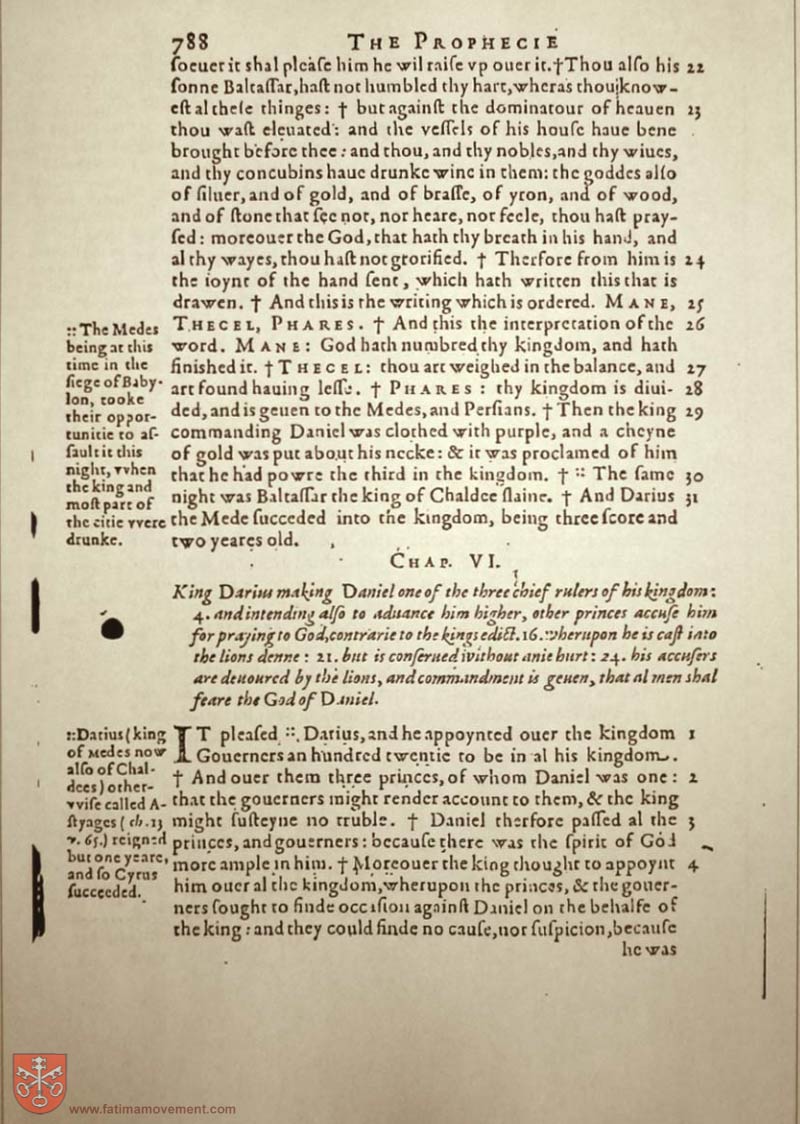 788 THE PROPHECIE
ſoeuer it shal pleaſe him he wil raiſe vp ouer it. † Thou alſo his 22
ſonne Baltaſſar, haſt not humbled thy hart, wheras thou know-
eſt al theſe thinges: † but againſt the dominatour of heauen 23
thou waſt eleuated: and the veſſels of his houſe haue bene
brought before thee: and thou, and thy nobles, and thy wiues,
and thy concubins haue drunke wine in them: the goddes alſo
of ſiluer, and of gold, and of braſſe, of yron, and of wood,
and of ſtone that ſee not, nor heare, nor feele, thou haſt pray-
ſed: moreouer the God, that hath thy breath in his hand, and
al thy wayes, thou haſt not glorified. † Therfore from him is 24
the ioynt of the hand ſent, which hath written this that is
drawen. † And this is the writing which is ordered. MANE, 25
THECEL, PHARES. † And this the interpretation of the 26
word. MANE: God hath numbred thy kingdom, and hath
finished it. † THECEL: thou art weighed in the balance, and 27
art found hauing leſſe. † PHARES: thy kingdom is diui- 28
ded, and is geuen to the Medes, and Perſians. † Then the king 29
commanding Daniel was clothed with purple, and a cheyne
of gold was put about his necke: & it was proclamed of him
that he had powre the third in the kingdom. † :: The ſame 30
night was Baltaſſar the king of Chaldee ſlaine. † And Darius 31
the Mede ſucceded into the kingdom, being threeſcore and
two yeares old.
:: The Medes
being at this
time in the
ſiege of Baby-
lon, tooke
their oppor-
tunitie to aſ-
ſault it this
night, vvhen
the king and
moſt part of
the citie vvere
drunke.
CHAP. VI.
King Darius making Daniel one of the three chief rulers of his kingdom:
4. and intending alſo to aduance him higher, other princes accuſe him
for praying to God, contrarie to the kings edict. 16. wherupon he is caſt into
the lions denne: 21. but is conſerued without anie hurt: 24. his accuſers
are deuoured by the lions, and commandment is geuen, that al men shal
feare the God of Daniel.
IT pleaſed :: Darius, and he appoynted ouer the kingdom 1
Gouerners an hundred twentie to be in al his kingdom.
† And ouer them three princes, of whom Daniel was one: 2
that the gouerners might render account to them, & the king
might ſuſteyne no truble. † Daniel therfore paſſed al the 3
princes, and gouerners: becauſe there was the ſpirit of God
more ample in him. † Moreouer the king thought to appoynt 4
him ouer al the kingdom, wherupon the princes, & the gouer-
ners ſought to finde occaſion againſt Daniel on the behalfe of
the king: and they could finde no cauſe, nor ſuſpicion, becauſe
he was
:: Darius (king
of Medes now
alſo of Chal-
dees) other-
vviſe called A-
ſtyages (ch. 13
v. 65.) reigned
but one yeare,
and ſo Cyrus
ſucceeded.
www.fatimamovement.com